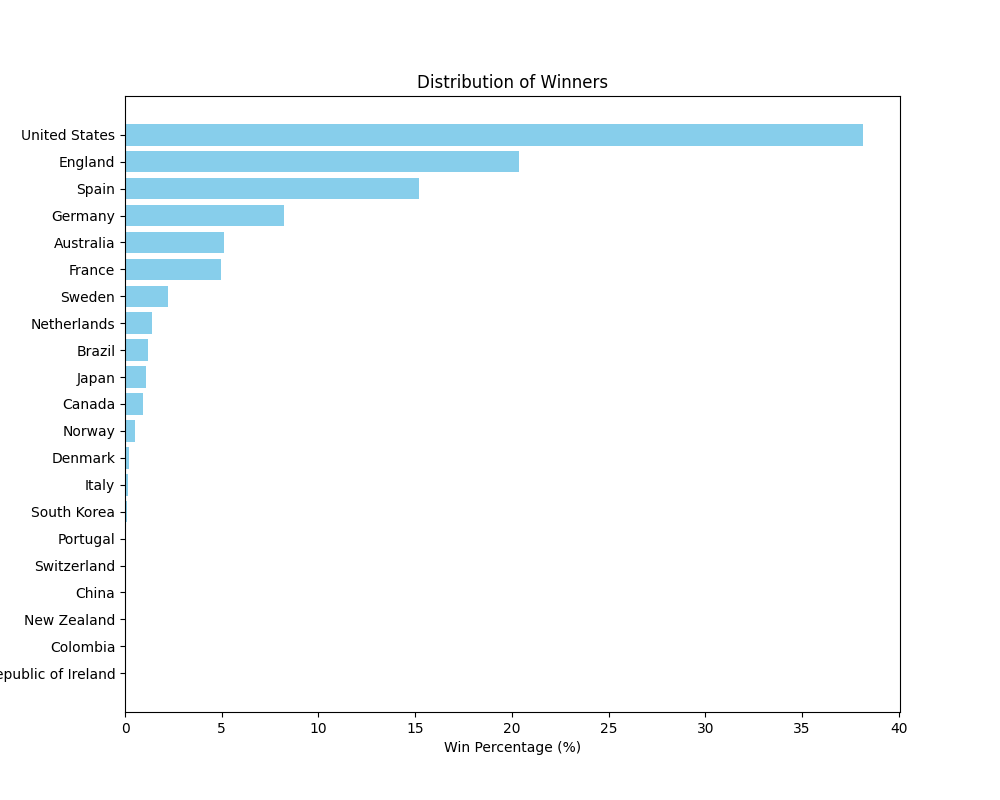 Distribution of Winners
United States
England
Spain
Germany
Australia
France
Sweden
Netherlands
Brazil
Japan
Canada
Norway
Denmark
Italy
South Korea
Portugal
Switzerland
China
New Zealand
Colombia
epublic of Ireland
0 5 10 15 20 25 30 35 40
Win Percentage (%)